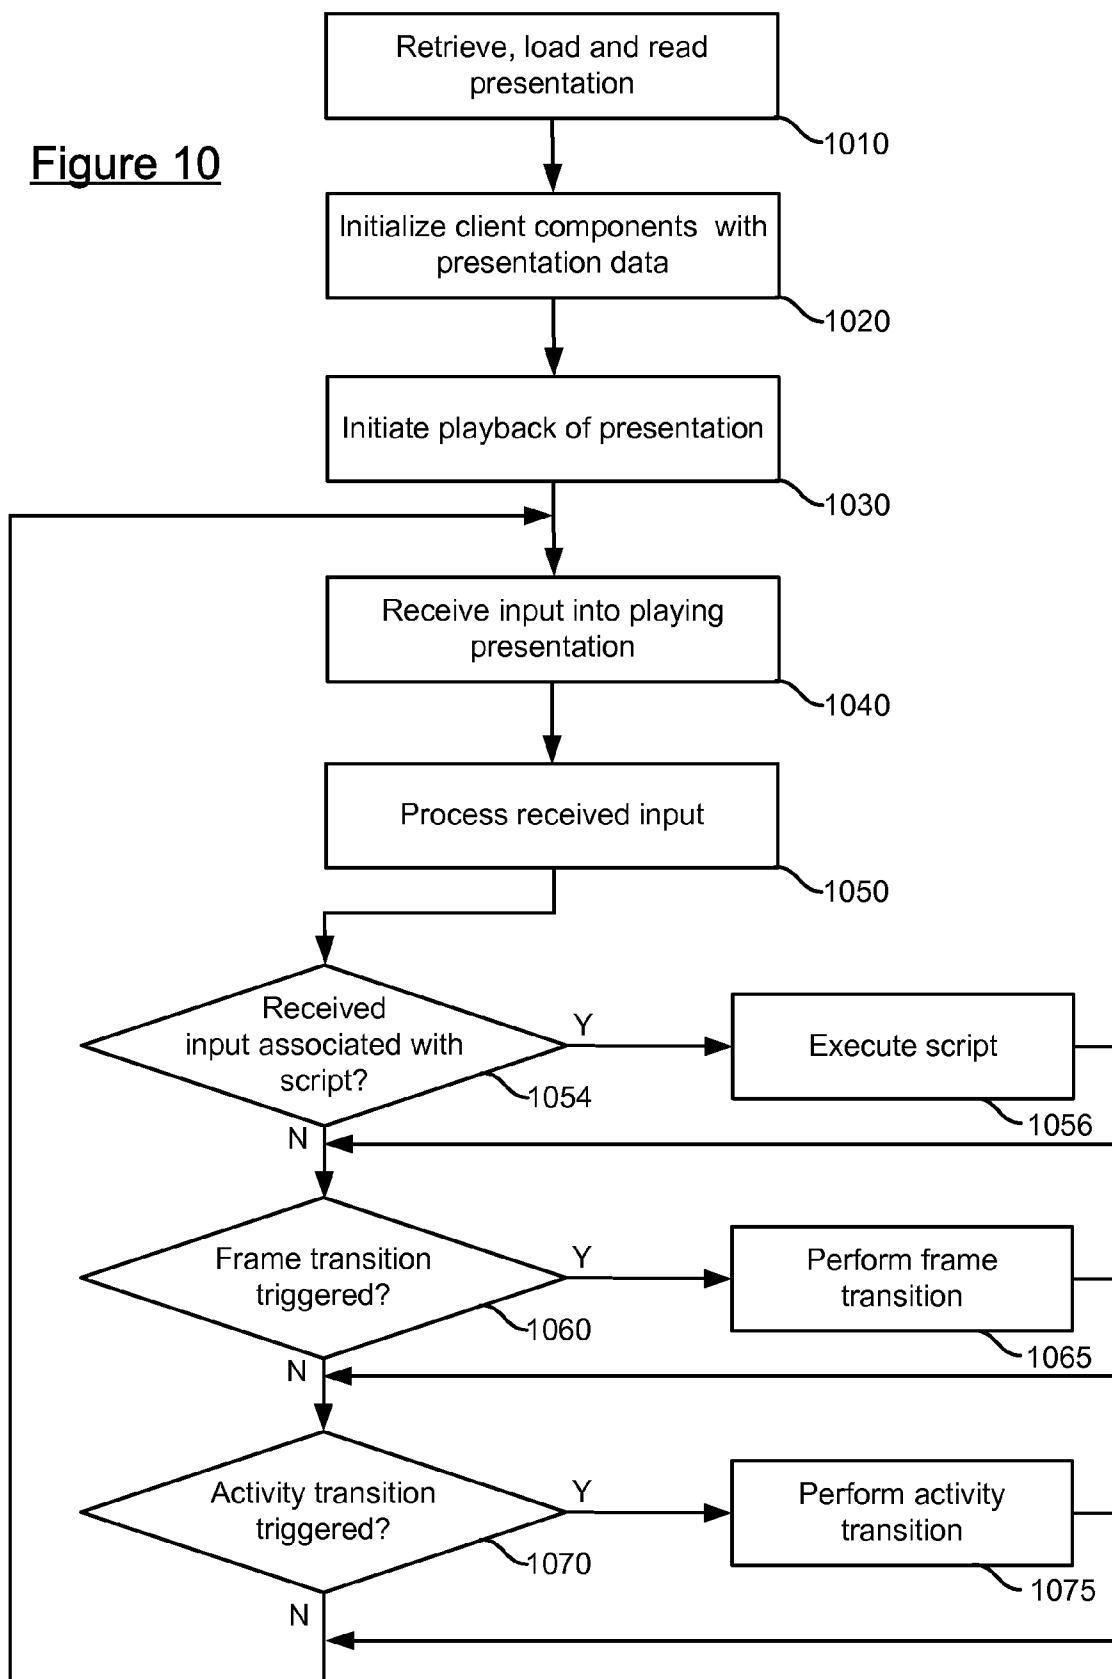 Figure 10
Retrieve, load and read
presentation
1010
Initialize client components with
presentation data
1020
Initiate playback of presentation
1030
Receive input into playing
presentation
1040
Process received input
1050
Received
input associated with
script?
1054
Y
Execute script
1056
N
Frame transition
triggered?
1060
Y
Perform frame
transition
1065
N
Activity transition
triggered?
1070
Y
Perform activity
transition
1075
N